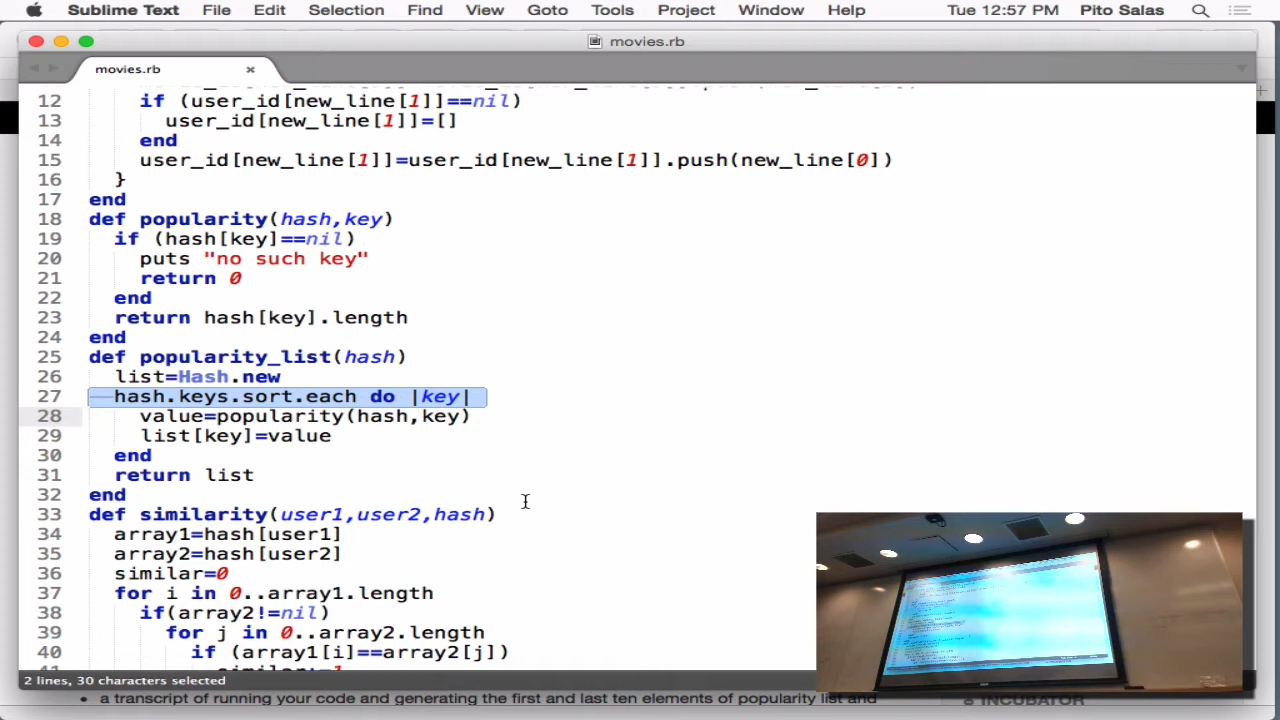 Sublime Text File Edit Selection Find View Goto Tools Project Window Help Tue 12:57 PM Pito Salas
movies.rb
movies.rb ×
12 if (user_id[new_line[1]]==nil)
13 user_id[new_line[1]]=[]
14 end
15 user_id[new_line[1]]=user_id[new_line[1]].push(new_line[0])
16 }
17 end
18 def popularity(hash,key)
19 if (hash[key]==nil)
20 puts "no such key"
21 return 0
22 end
23 return hash[key].length
24 end
25 def popularity_list(hash)
26 list=Hash.new
27 hash.keys.sort.each do |key|
28 value=popularity(hash,key)
29 list[key]=value
30 end
31 return list
32 end
33 def similarity(user1,user2,hash)
34 array1=hash[user1]
35 array2=hash[user2]
36 similar=0
37 for i in 0..array1.length
38 if(array2!=nil)
39 for j in 0..array2.length
40 if (array1[i]==array2[j])
2 lines, 30 characters selected
• a transcript of running your code and generating the first and last ten elements of popularity list and
INCUBATOR